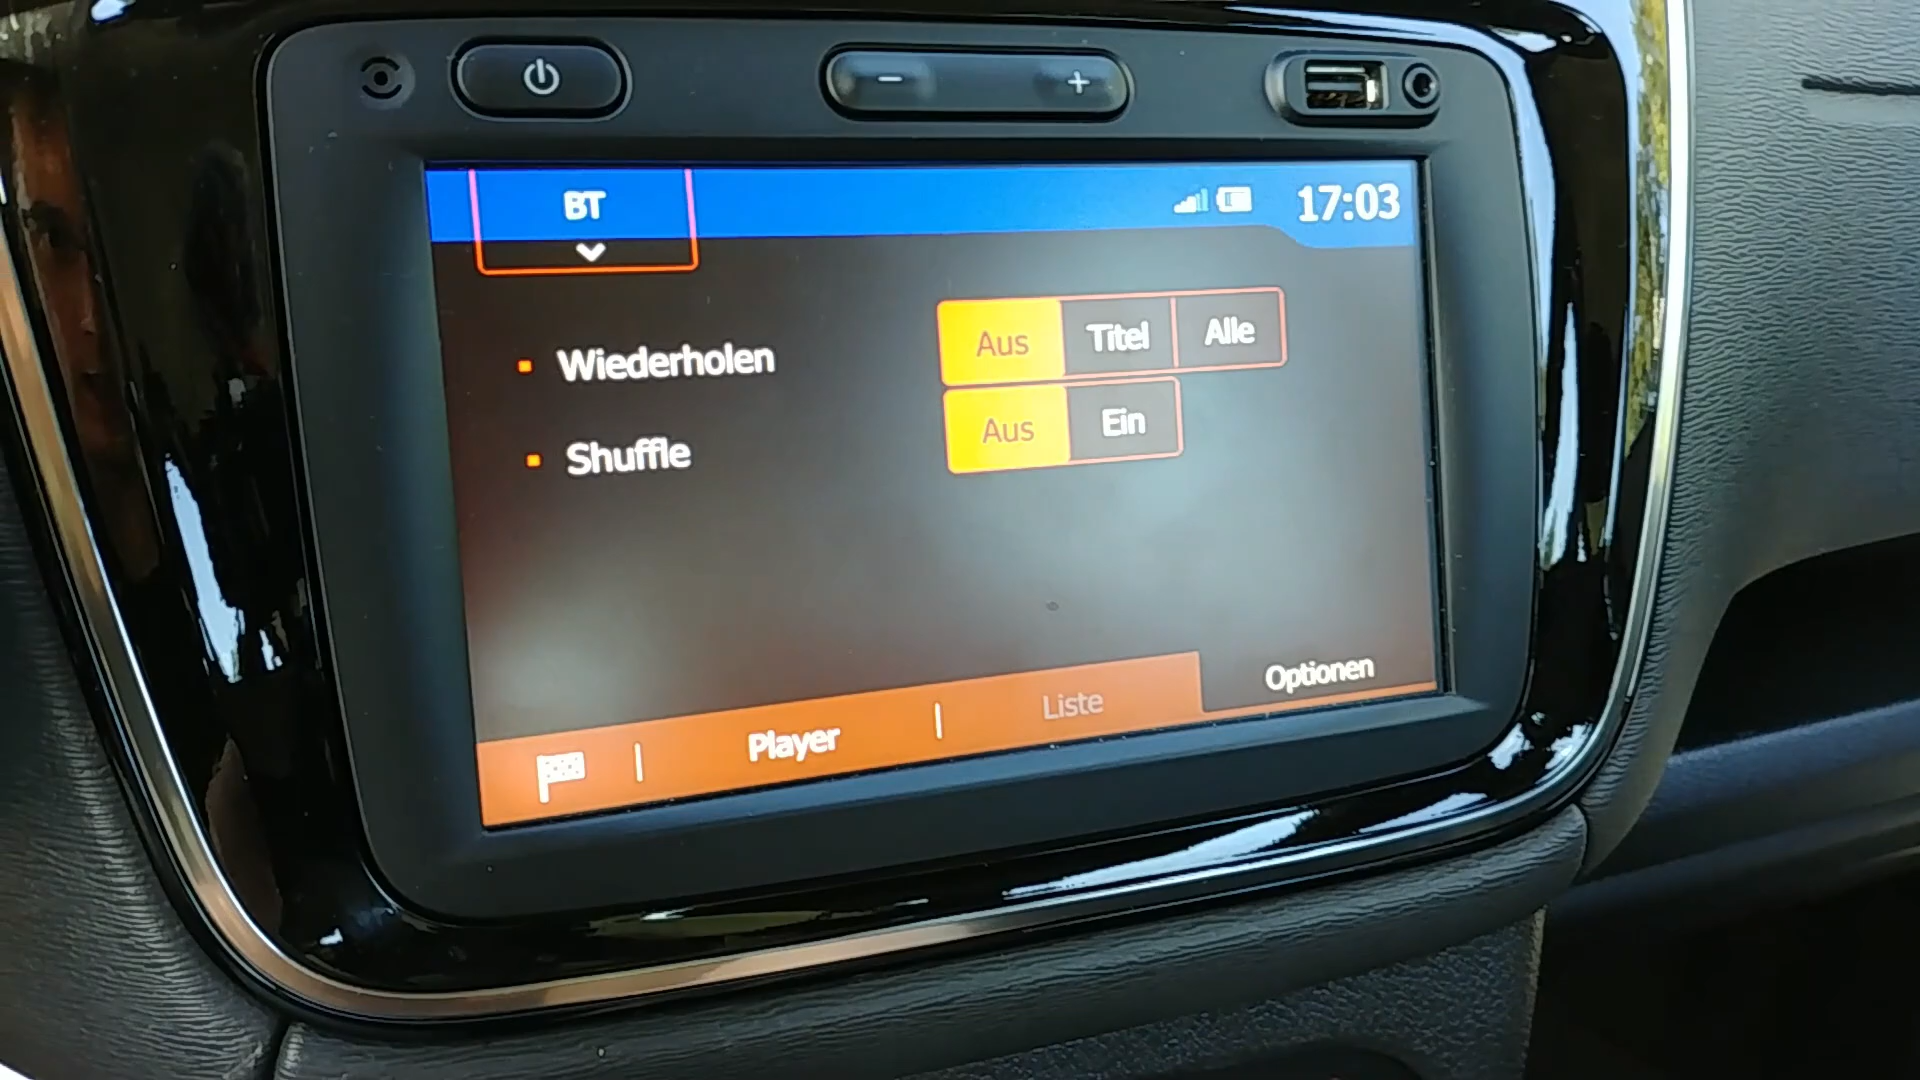 BT
17:03
Wiederholen
Aus Titel Alle
Shuffle
Aus Ein
Player
Liste
Optionen